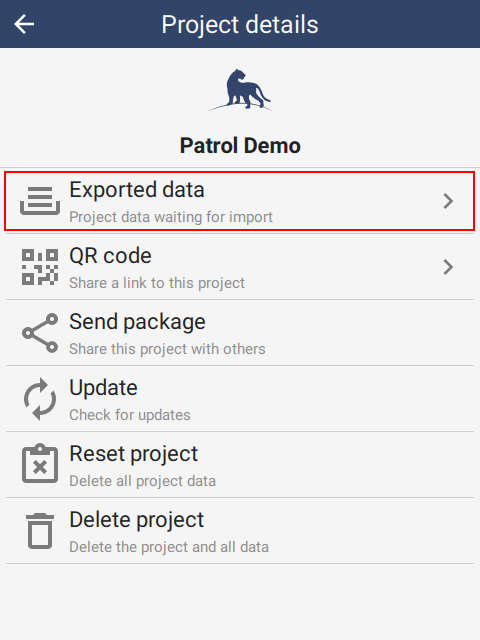 Project details
Patrol Demo
Exported data
Project data waiting for import
QR code
Share a link to this project
Send package
Share this project with others
Update
Check for updates
Reset project
Delete all project data
Delete project
Delete the project and all data